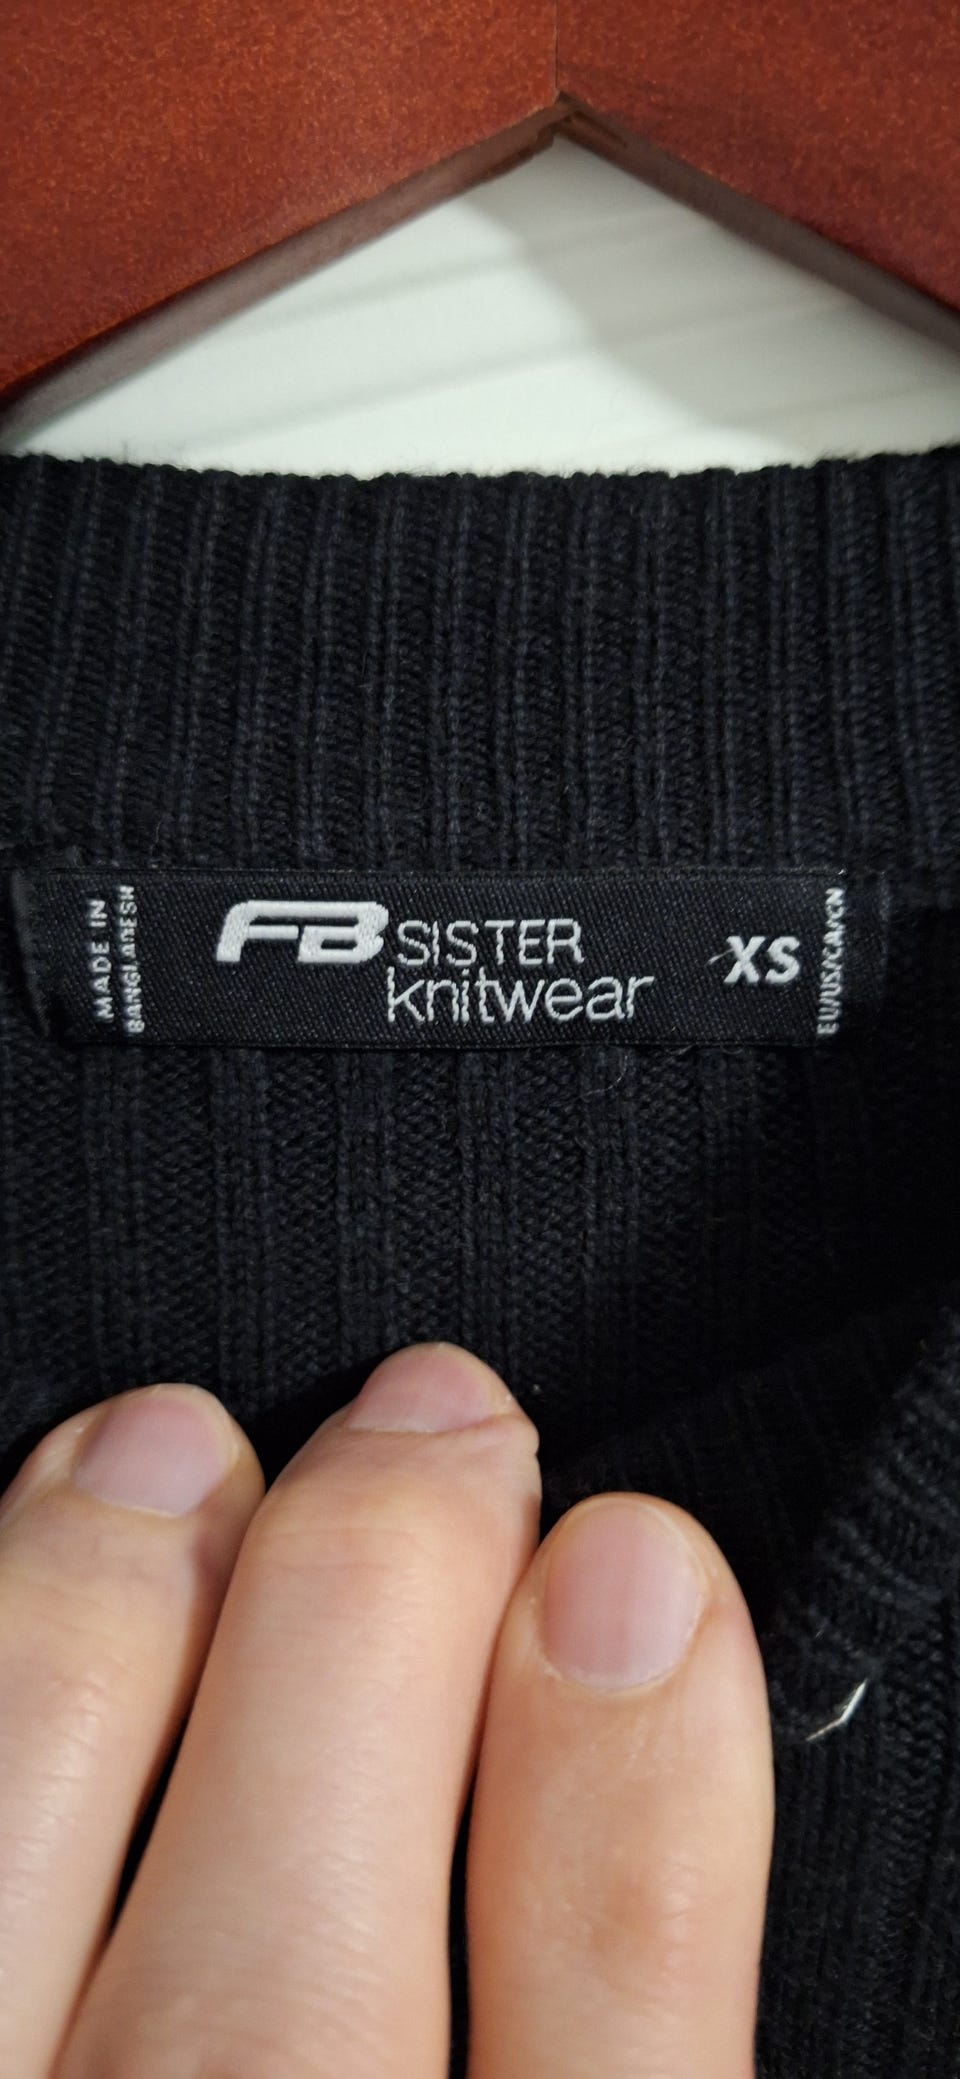 MADE IN
BANGLADESH
FB SISTER
knitwear
XS
EU/US/CA/CN